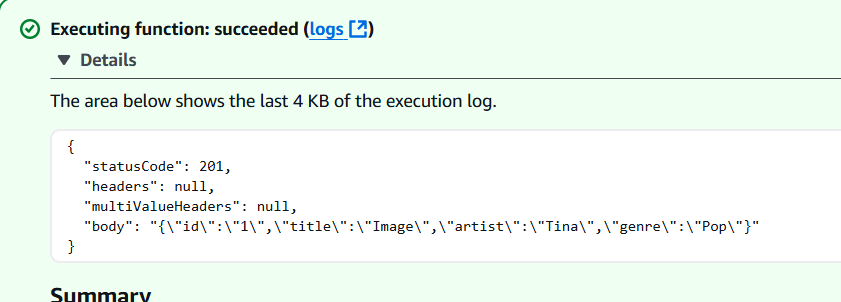 Executing function: succeeded (logs)
Details
The area below shows the last 4 KB of the execution log.
{
  "statusCode": 201,
  "headers": null,
  "multiValueHeaders": null,
  "body": "{\"id\":\"1\",\"title\":\"Image\",\"artist\":\"Tina\",\"genre\":\"Pop\"}"
}
Summary